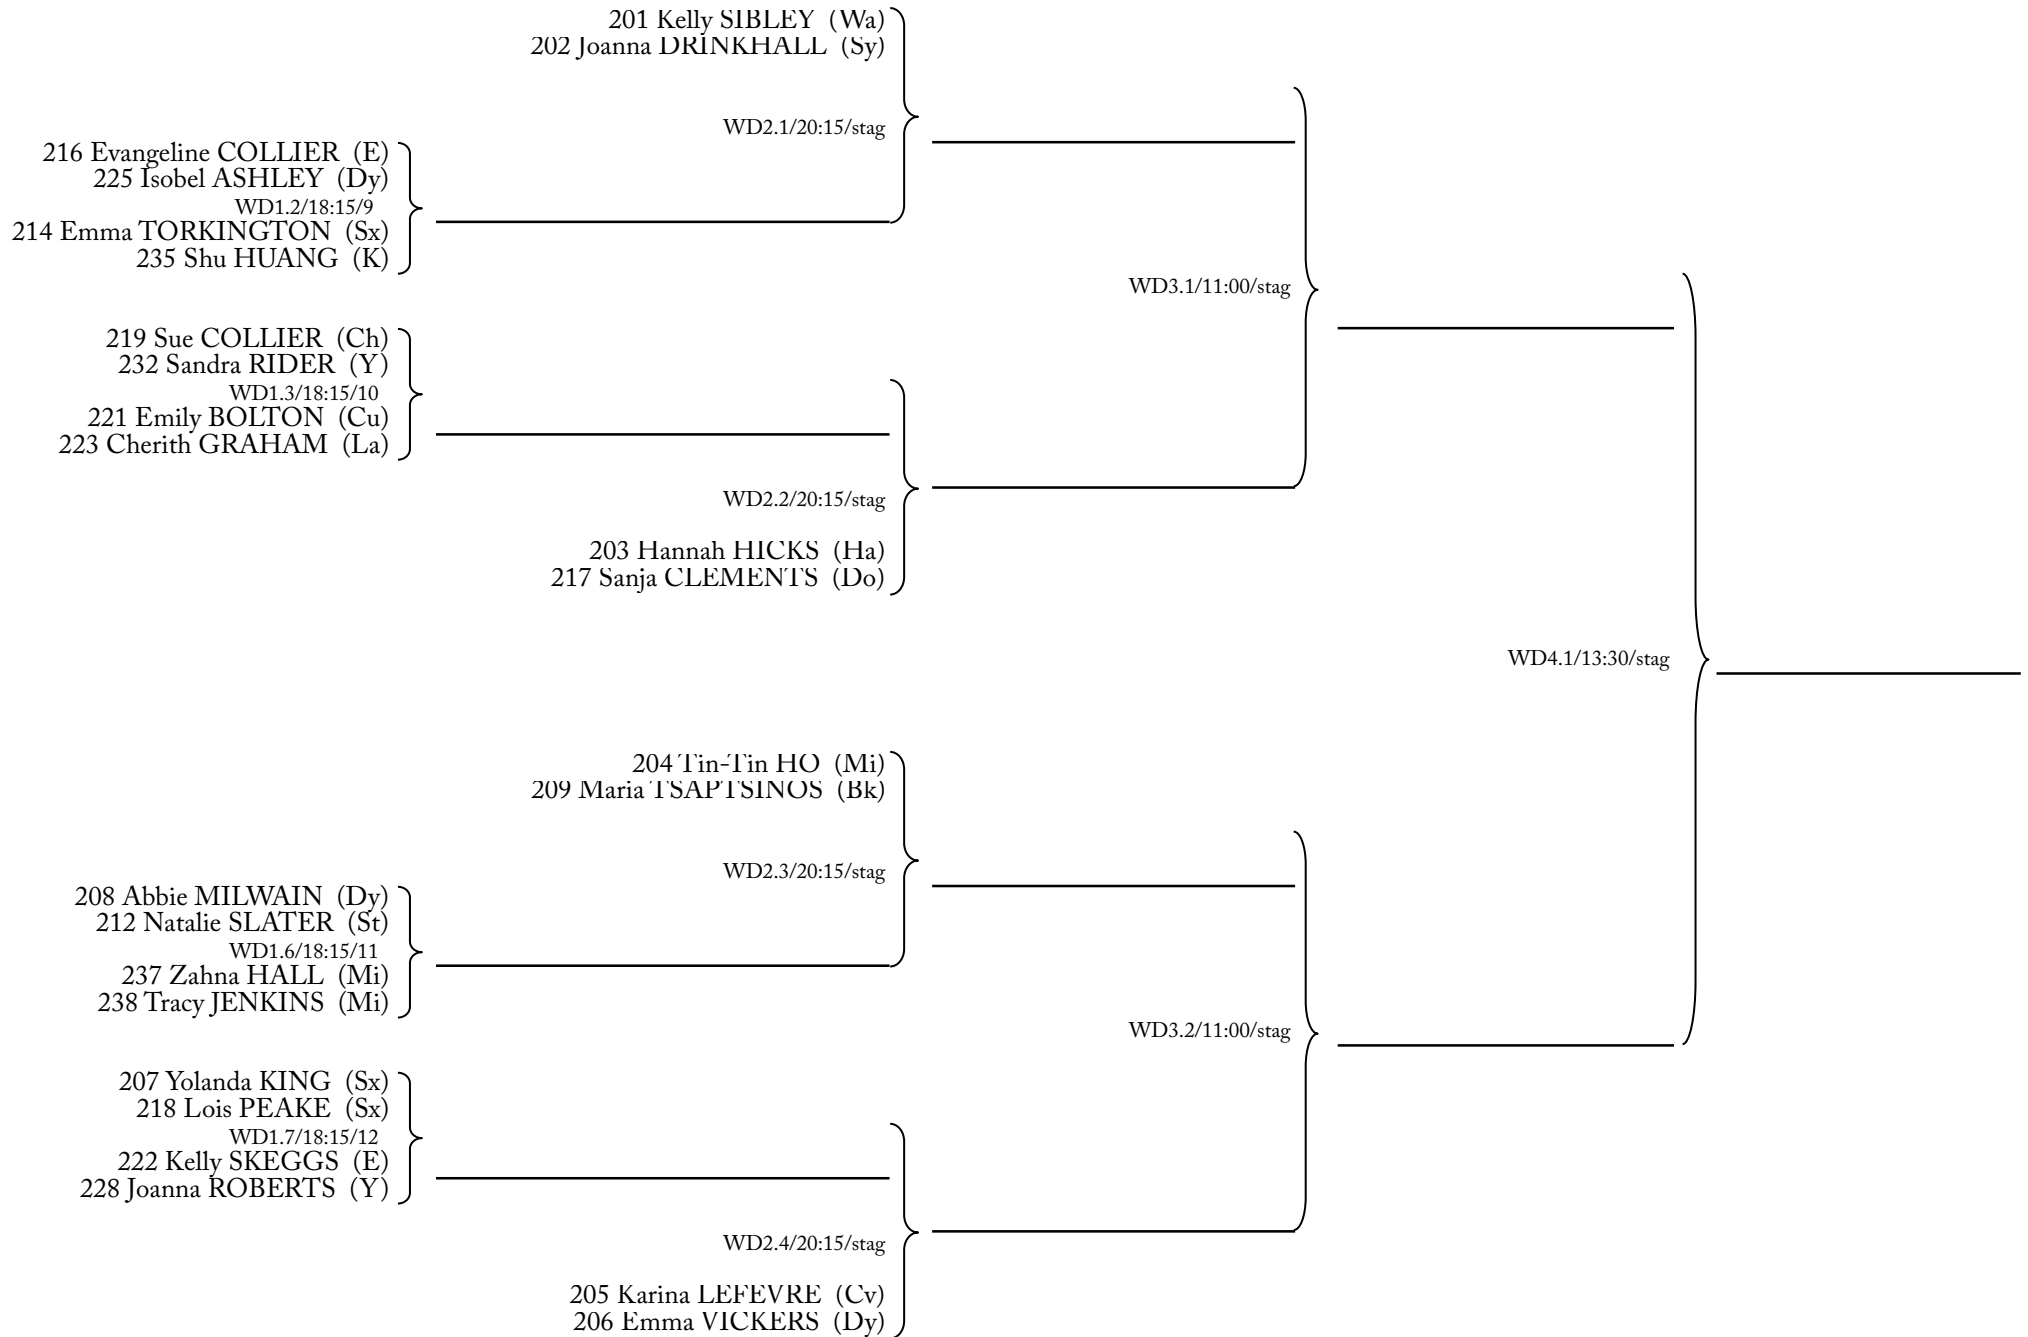 201 Kelly SIBLEY (Wa)
202 Joanna DRINKHALL (Sy)
WD2.1/20:15/stag
216 Evangeline COLLIER (E)
225 Isobel ASHLEY (Dy)
WD1.2/18:15/9
214 Emma TORKINGTON (Sx)
235 Shu HUANG (K)
WD3.1/11:00/stag
219 Sue COLLIER (Ch)
232 Sandra RIDER (Y)
WD1.3/18:15/10
221 Emily BOLTON (Cu)
223 Cherith GRAHAM (La)
WD2.2/20:15/stag
203 Hannah HICKS (Ha)
217 Sanja CLEMENTS (Do)
WD4.1/13:30/stag
204 Tin-Tin HO (Mi)
209 Maria TSAPTSINOS (Bk)
WD2.3/20:15/stag
208 Abbie MILWAIN (Dy)
212 Natalie SLATER (St)
WD1.6/18:15/11
237 Zahna HALL (Mi)
238 Tracy JENKINS (Mi)
WD3.2/11:00/stag
207 Yolanda KING (Sx)
218 Lois PEAKE (Sx)
WD1.7/18:15/12
222 Kelly SKEGGS (E)
228 Joanna ROBERTS (Y)
WD2.4/20:15/stag
205 Karina LEFEVRE (Cv)
206 Emma VICKERS (Dy)